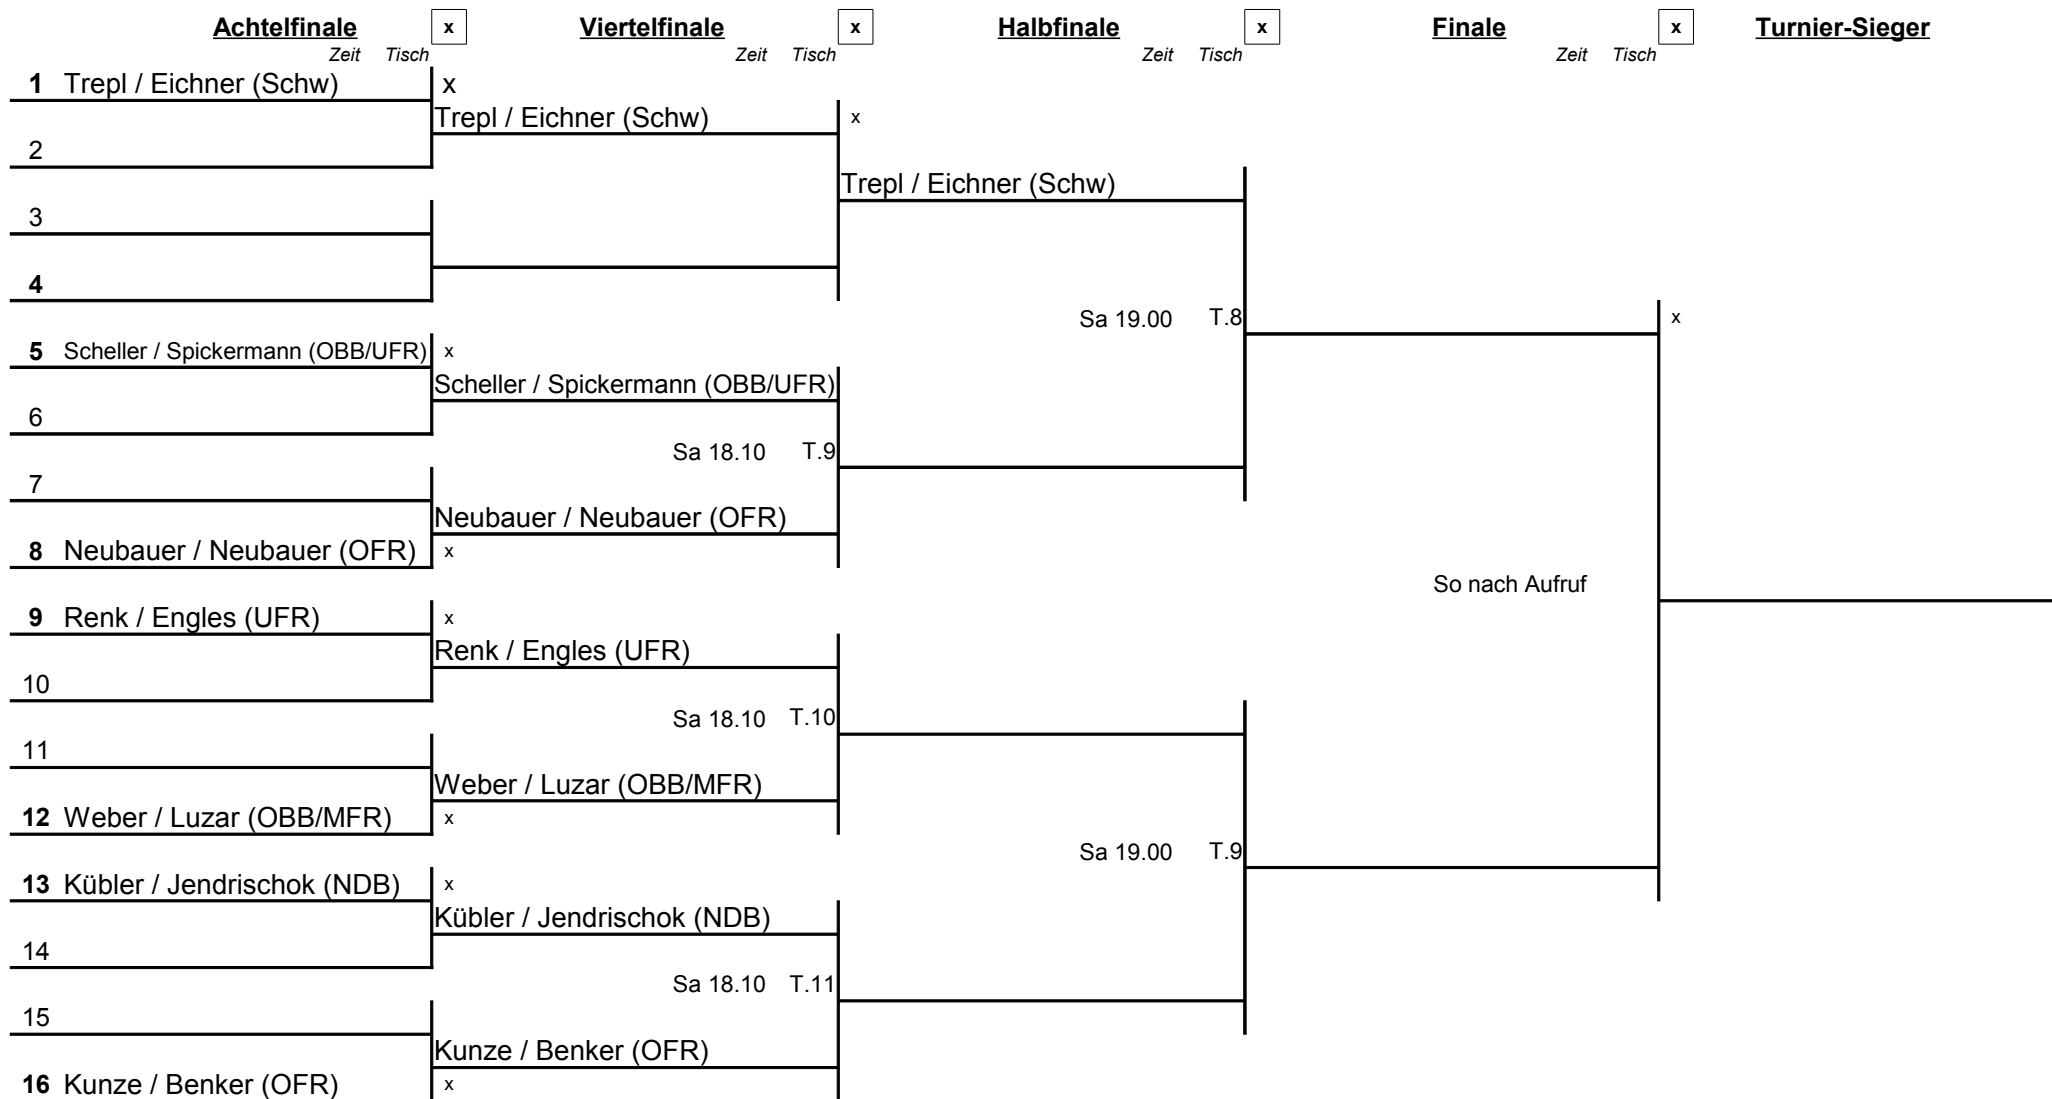 Achtelfinale x Viertelfinale x Halbfinale x Finale x Turnier-Sieger
Zeit Tisch Zeit Tisch Zeit Tisch Zeit Tisch
1 Trepl / Eichner (Schw) x
Trepl / Eichner (Schw) x
2
Trepl / Eichner (Schw)
3
4
Sa 19.00 T.8 x
5 Scheller / Spickermann (OBB/UFR) x
Scheller / Spickermann (OBB/UFR)
6
Sa 18.10 T.9
7
Neubauer / Neubauer (OFR)
8 Neubauer / Neubauer (OFR) x
So nach Aufruf
9 Renk / Engles (UFR) x
Renk / Engles (UFR)
10
Sa 18.10 T.10
11
Weber / Luzar (OBB/MFR)
12 Weber / Luzar (OBB/MFR) x
Sa 19.00 T.9
13 Kübler / Jendrischok (NDB) x
Kübler / Jendrischok (NDB)
14
Sa 18.10 T.11
15
Kunze / Benker (OFR)
16 Kunze / Benker (OFR) x